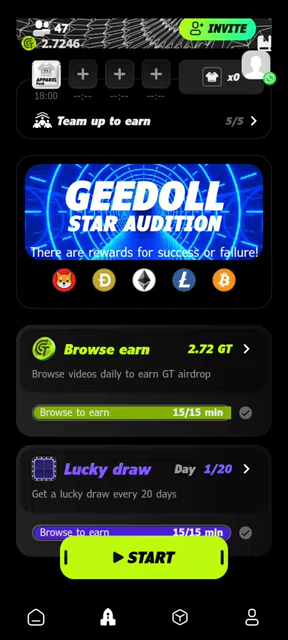 47
INVITE
2.7246
APPAREL
x0
18:00
--:--
--:--
--:--
Team up to earn
5/5
GEEDOLL
STAR AUDITION
There are rewards for success or failure!
Browse earn
2.72 GT
Browse videos daily to earn GT airdrop
Browse to earn
15/15 min
Lucky draw
Day 1/20
Get a lucky draw every 20 days
Browse to earn
15/15 min
START